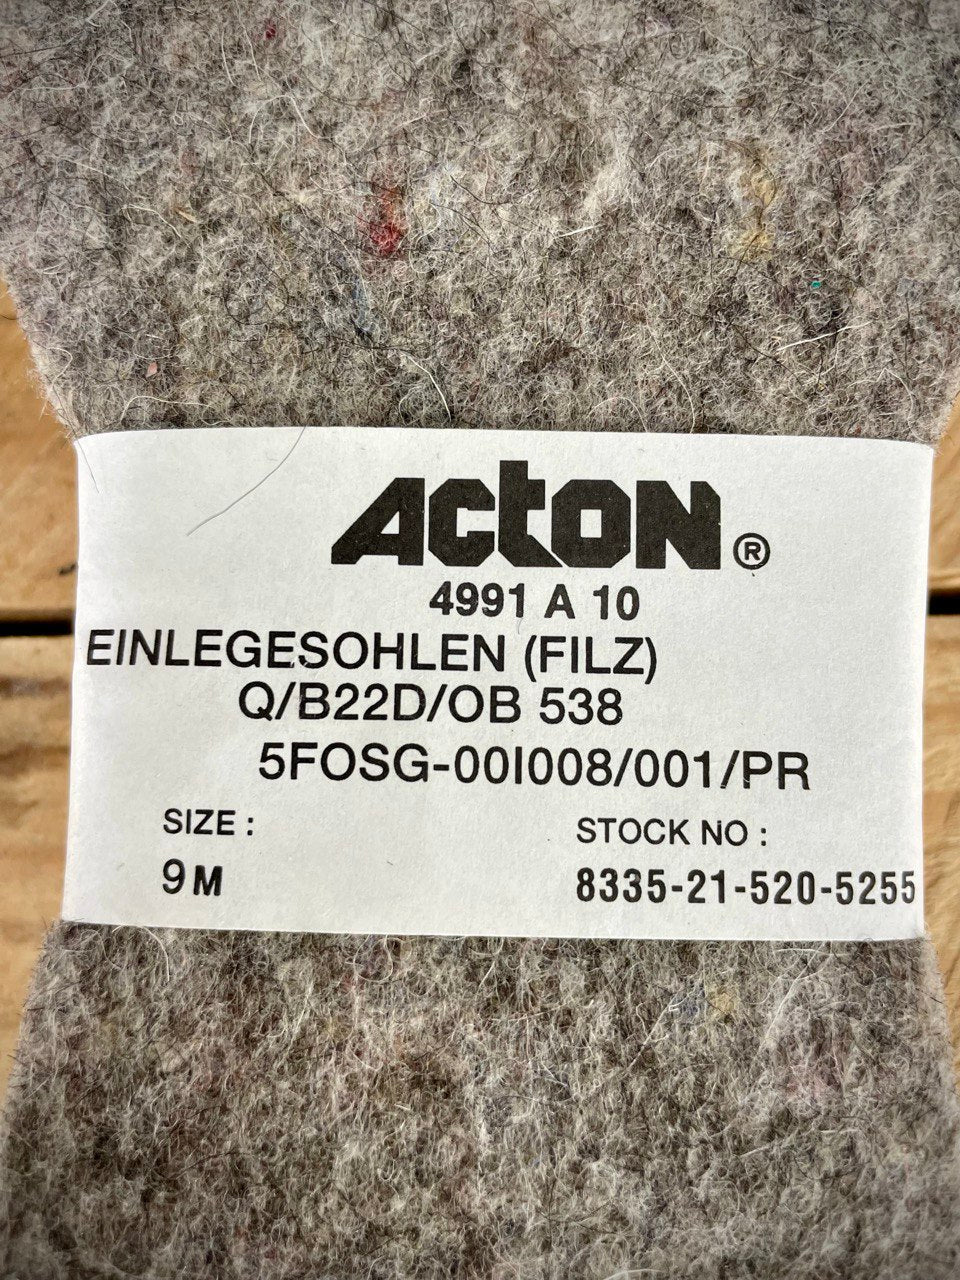 ACtON®
4991 A 10
EINLEGESOHLEN (FILZ)
Q/B22D/OB 538
5FOSG-00I008/001/PR
SIZE : STOCK NO :
9M 8335-21-520-5255